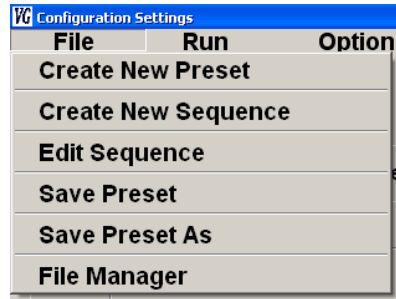 VG Configuration Settings
File Run Option
Create New Preset
Create New Sequence
Edit Sequence
Save Preset
Save Preset As
File Manager